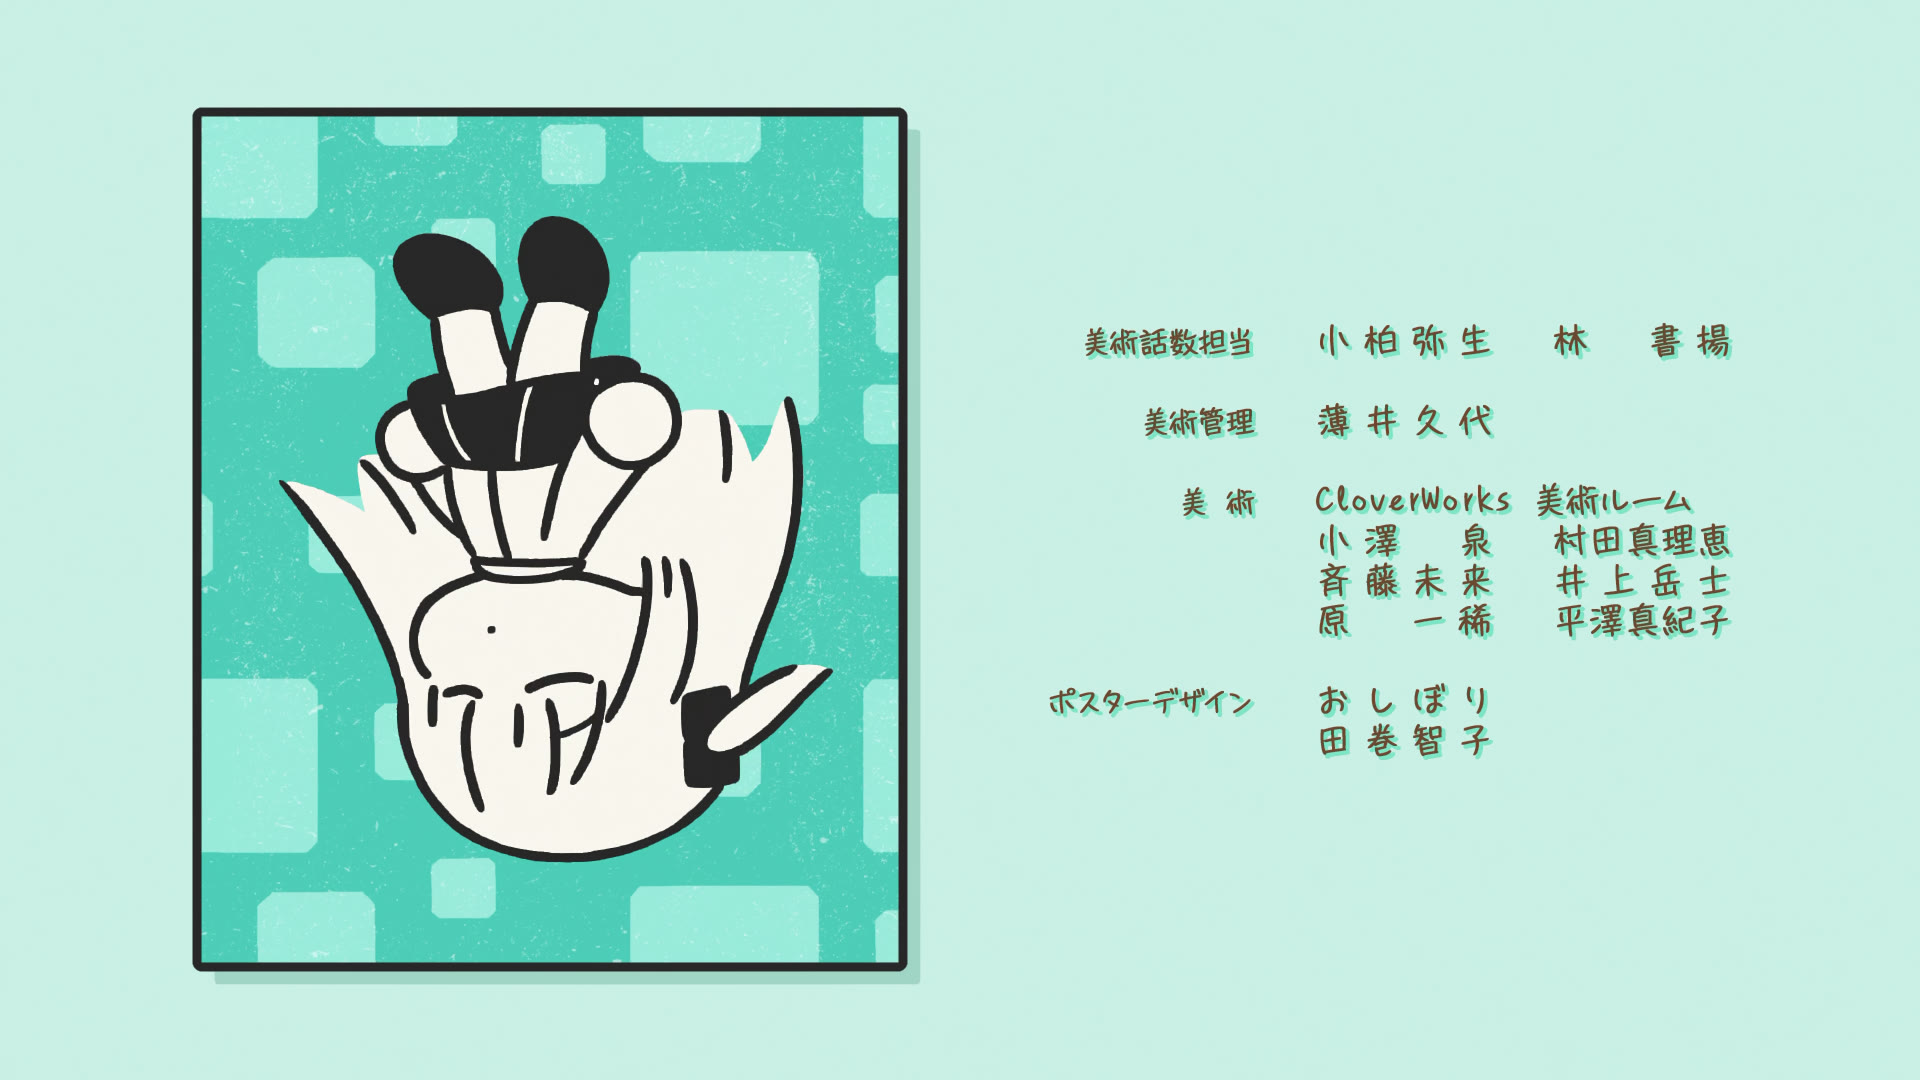 美術話数担当 小柏弥生 林 書揚
美術管理 薄井久代
美術 CloverWorks 美術ルーム
小澤 泉 村田真理恵
斉藤未来 井上岳士
原 一稀 平澤真紀子
ポスターデザイン おしぼり
田巻智子